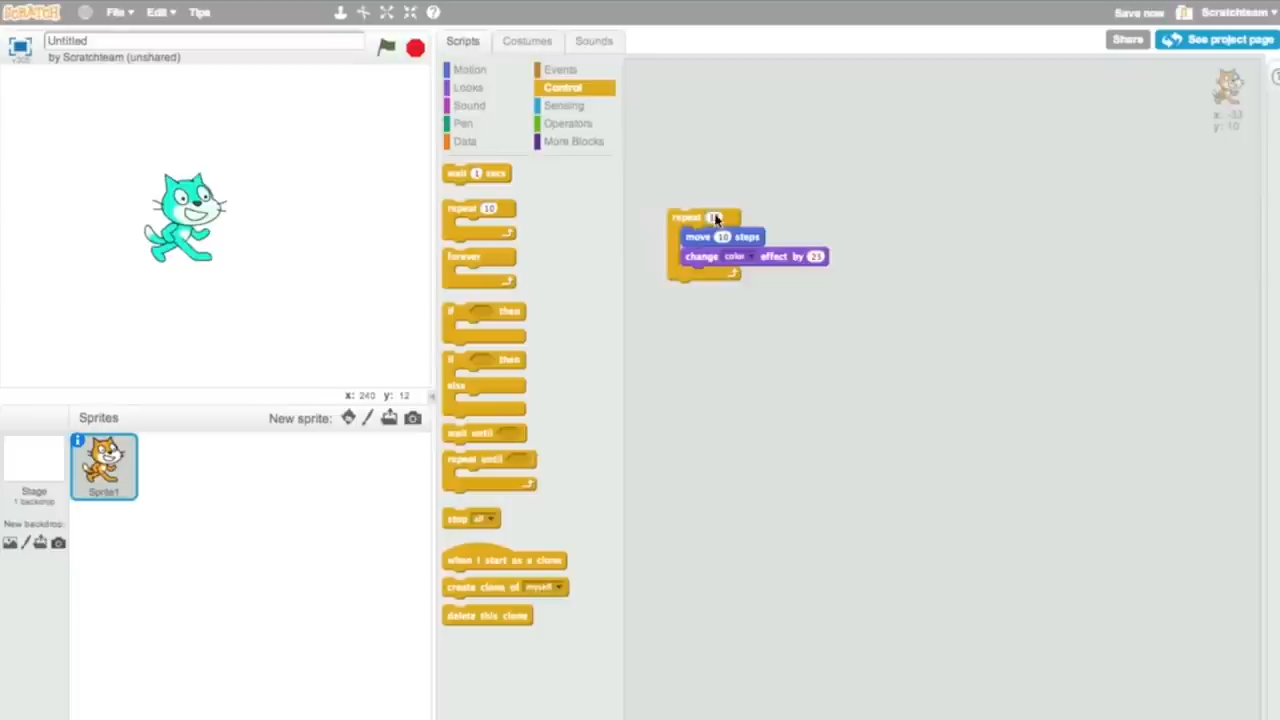 SCRATCH File Edit Tips Save now Scratchteam
Untitled
by Scratchteam (unshared)
Scripts Costumes Sounds
Share See project page
Motion Events
Looks Control
Sound Sensing
Pen Operators
Data More Blocks
x: -33
y: 10
wait 1 secs
repeat 10
forever
if then
if then
else
wait until
repeat until
stop all
when I start as a clone
create clone of myself
delete this clone
repeat
move 10 steps
change color effect by 25
x: 240 y: 12
Sprites New sprite:
Sprite1
Stage
1 backdrop
New backdrop: